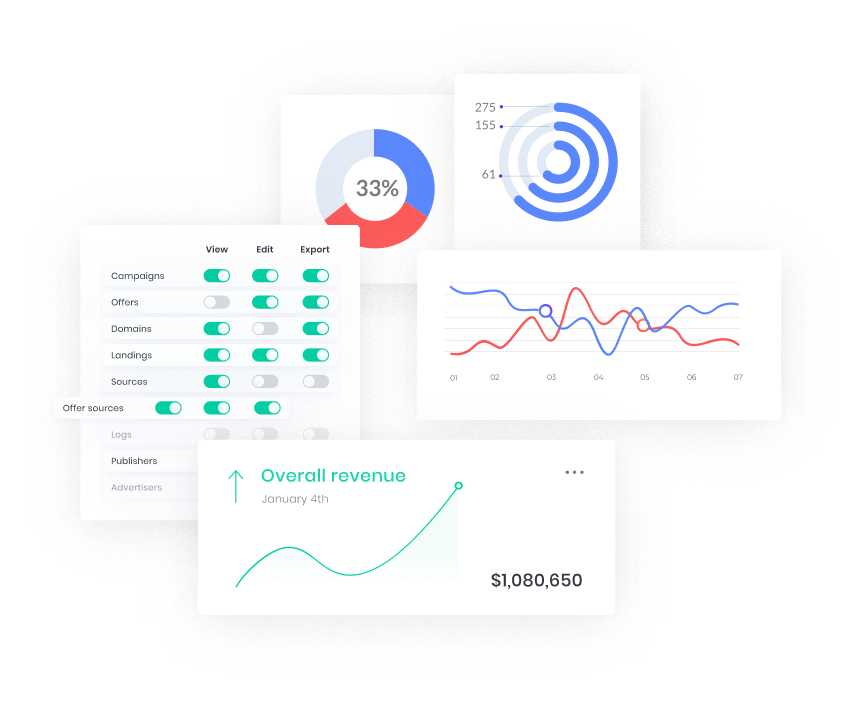 275
155
61
33%
View Edit Export
Campaigns
Offers
Domains
Landings
Sources
Offer sources
Logs
Publishers
Advertisers
01 02 03 04 05 06 07
Overall revenue
January 4th
$1,080,650